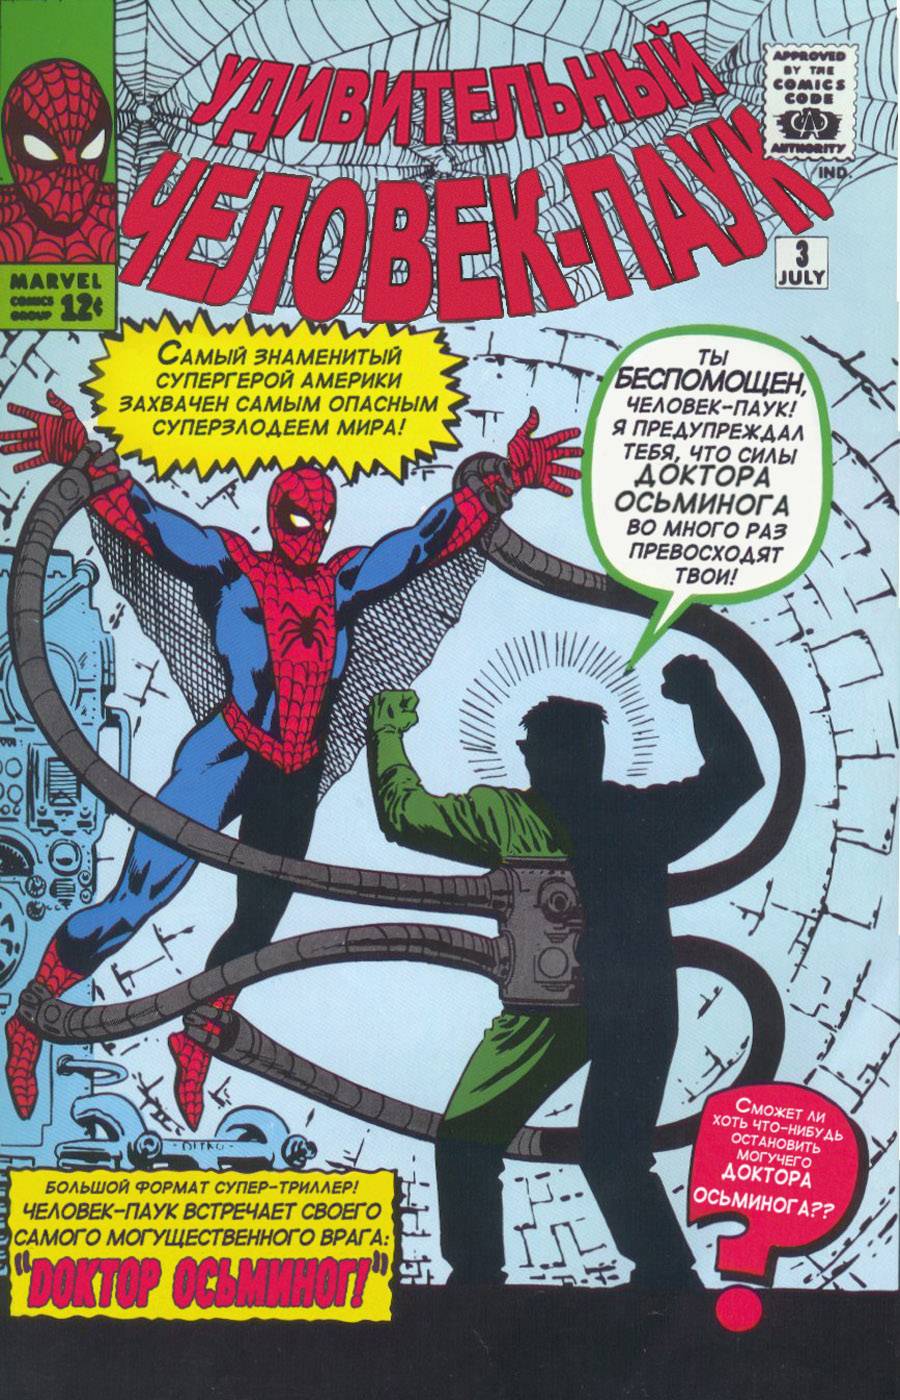 УДИВИТЕЛЬНЫЙ
ЧЕЛОВЕК-ПАУК
APPROVED
BY THE
COMICS
CODE
CA
AUTHORITY
IND.
3
JULY
MARVEL
COMICS
GROUP 12¢
САМЫЙ ЗНАМЕНИТЫЙ
СУПЕРГЕРОЙ АМЕРИКИ
ЗАХВАЧЕН САМЫМ ОПАСНЫМ
СУПЕРЗЛОДЕЕМ МИРА!
ТЫ
БЕСПОМОЩЕН,
ЧЕЛОВЕК-ПАУК!
Я ПРЕДУПРЕЖДАЛ
ТЕБЯ, ЧТО СИЛЫ
ДОКТОРА
ОСЬМИНОГА
ВО МНОГО РАЗ
ПРЕВОСХОДЯТ
ТВОИ!
СМОЖЕТ ЛИ
ХОТЬ ЧТО-НИБУДЬ
ОСТАНОВИТЬ
МОГУЧЕГО
ДОКТОРА
ОСЬМИНОГА??
-DITKO-
БОЛЬШОЙ ФОРМАТ СУПЕР-ТРИЛЛЕР!
ЧЕЛОВЕК-ПАУК ВСТРЕЧАЕТ СВОЕГО
САМОГО МОГУЩЕСТВЕННОГО ВРАГА:
"ДОКТОР ОСЬМИНОГ!"